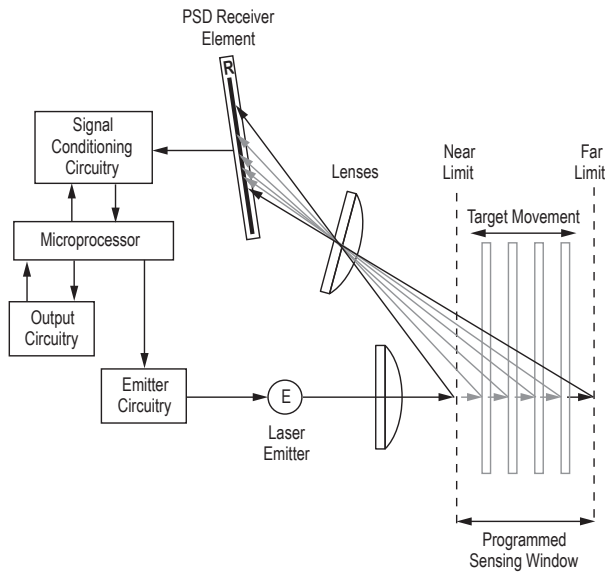 PSD Receiver
Element
R
Signal
Conditioning
Circuitry
Near
Limit
Far
Limit
Lenses
Target Movement
Microprocessor
Output
Circuitry
Emitter
Circuitry
E
Laser
Emitter
Programmed
Sensing Window